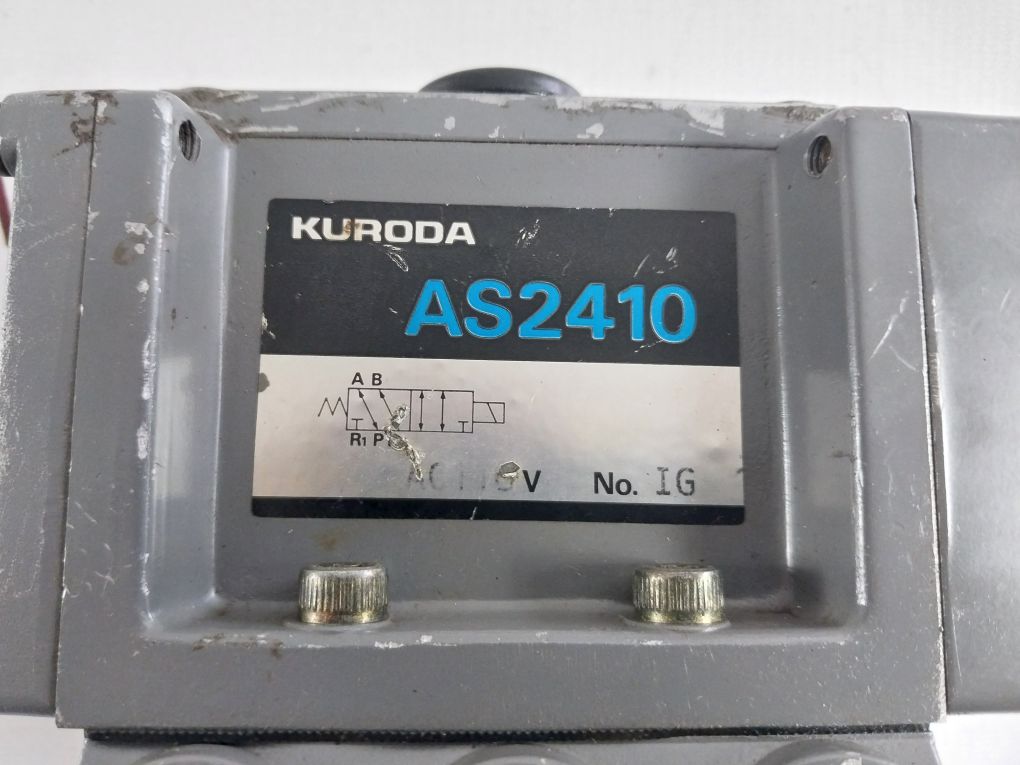 KURODA
AS2410
A B
R1 P
V No. IG